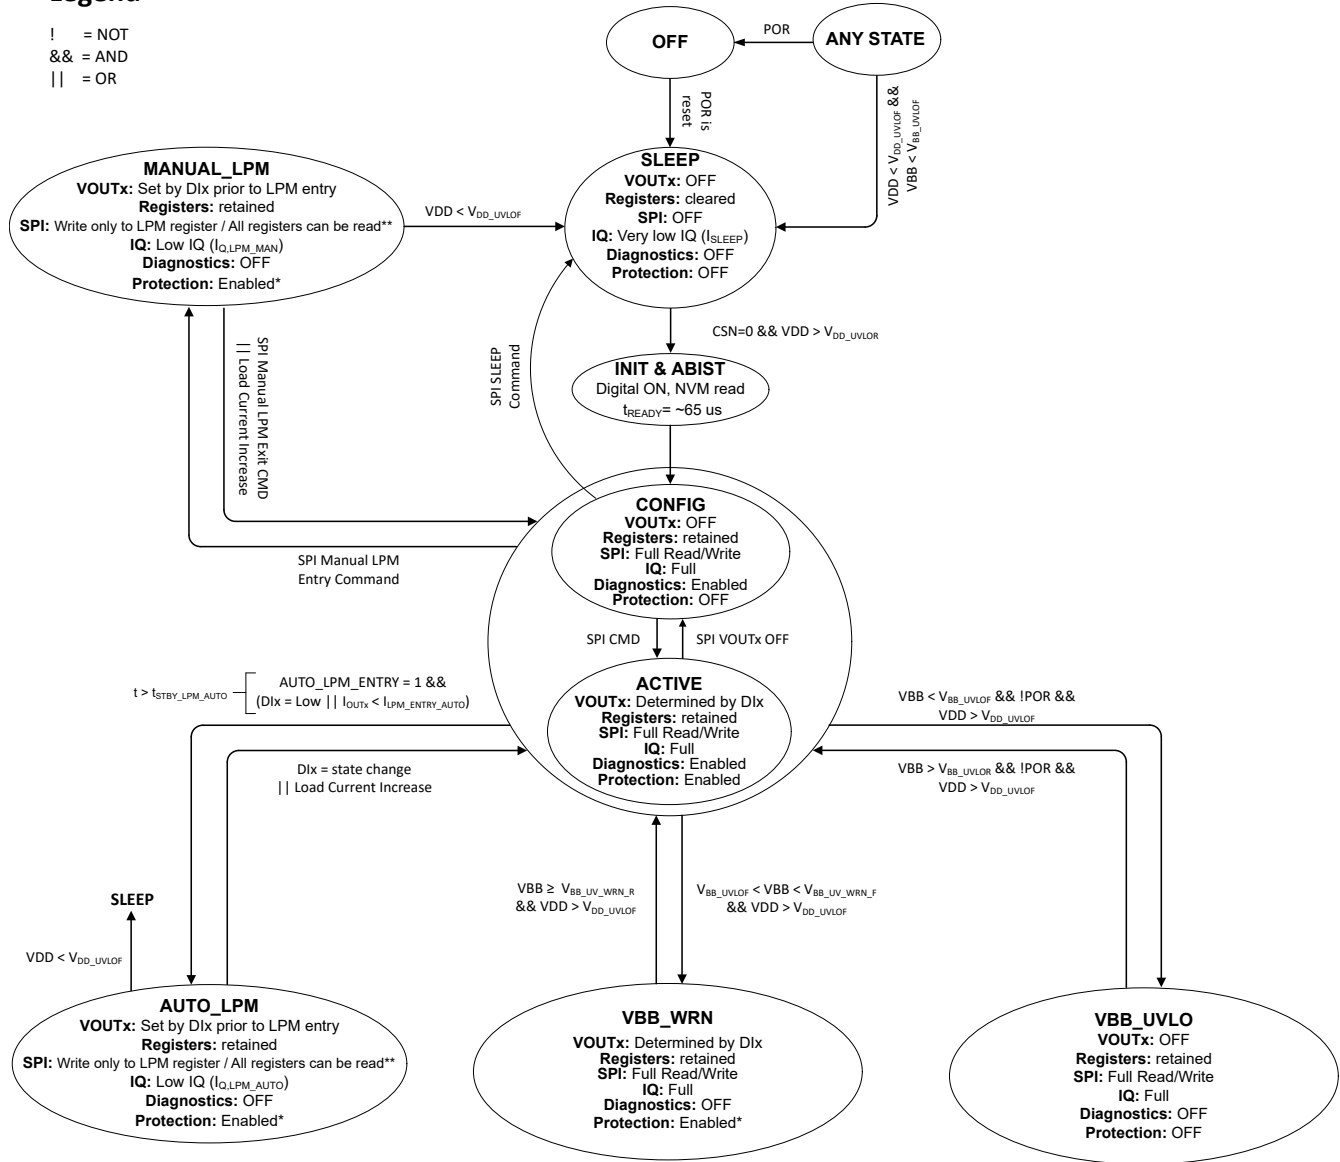 Legend
! = NOT
&& = AND
|| = OR
OFF
POR
ANY STATE
POR is
reset
VDD < VDD_UVLOF &&
VBB < VBB_UVLOF
MANUAL_LPM
VOUTx: Set by DIx prior to LPM entry
Registers: retained
SPI: Write only to LPM register / All registers can be read**
IQ: Low IQ (IQ,LPM_MAN)
Diagnostics: OFF
Protection: Enabled*
VDD < VDD_UVLOF
SLEEP
VOUTx: OFF
Registers: cleared
SPI: OFF
IQ: Very low IQ (ISLEEP)
Diagnostics: OFF
Protection: OFF
CSN=0 && VDD > VDD_UVLOR
SPI SLEEP
Command
SPI Manual LPM Exit CMD
|| Load Current Increase
INIT & ABIST
Digital ON, NVM read
tREADY= ~65 us
SPI Manual LPM
Entry Command
CONFIG
VOUTx: OFF
Registers: retained
SPI: Full Read/Write
IQ: Full
Diagnostics: Enabled
Protection: OFF
SPI CMD
SPI VOUTx OFF
t > tSTBY_LPM_AUTO
AUTO_LPM_ENTRY = 1 &&
(DIx = Low || IOUTx < ILPM_ENTRY_AUTO)
ACTIVE
VOUTx: Determined by DIx
Registers: retained
SPI: Full Read/Write
IQ: Full
Diagnostics: Enabled
Protection: Enabled
VBB < VBB_UVLOF && !POR &&
VDD > VDD_UVLOF
DIx = state change
|| Load Current Increase
VBB > VBB_UVLOR && !POR &&
VDD > VDD_UVLOF
SLEEP
VDD < VDD_UVLOF
VBB ≥ VBB_UV_WRN_R
&& VDD > VDD_UVLOF
VBB_UVLOF < VBB < VBB_UV_WRN_F
&& VDD > VDD_UVLOF
AUTO_LPM
VOUTx: Set by DIx prior to LPM entry
Registers: retained
SPI: Write only to LPM register / All registers can be read**
IQ: Low IQ (IQ,LPM_AUTO)
Diagnostics: OFF
Protection: Enabled*
VBB_WRN
VOUTx: Determined by DIx
Registers: retained
SPI: Full Read/Write
IQ: Full
Diagnostics: OFF
Protection: Enabled*
VBB_UVLO
VOUTx: OFF
Registers: retained
SPI: Full Read/Write
IQ: Full
Diagnostics: OFF
Protection: OFF